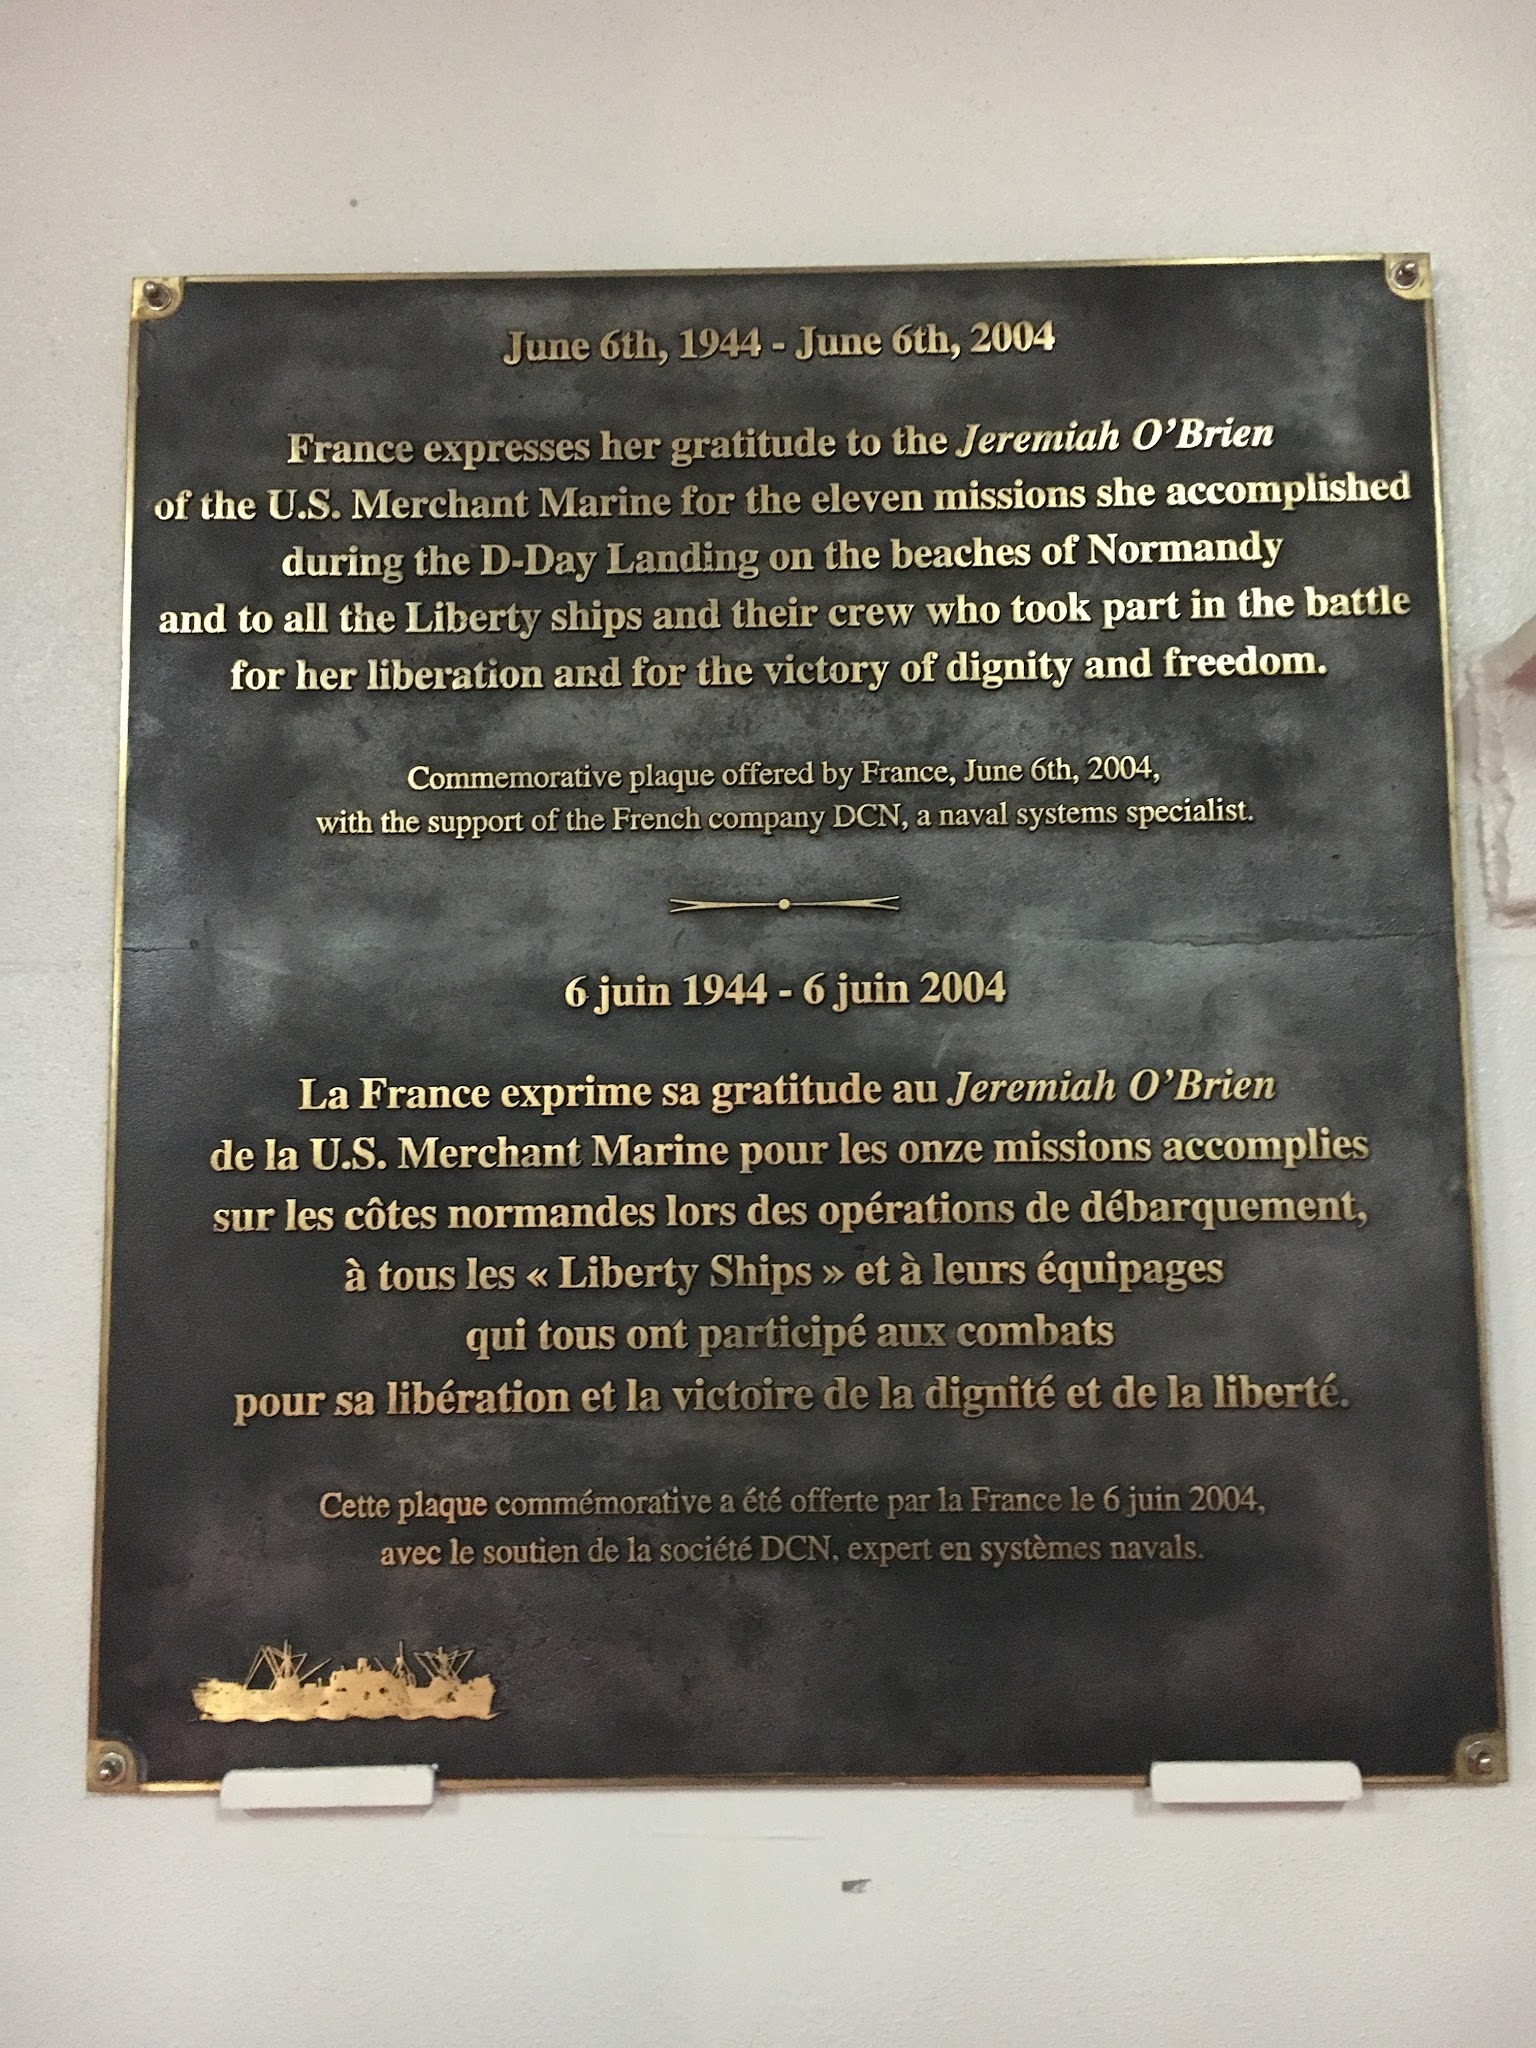 June 6th, 1944 - June 6th, 2004
France expresses her gratitude to the Jeremiah O'Brien
of the U.S. Merchant Marine for the eleven missions she accomplished
during the D-Day Landing on the beaches of Normandy
and to all the Liberty ships and their crew who took part in the battle
for her liberation and for the victory of dignity and freedom.
Commemorative plaque offered by France, June 6th, 2004,
with the support of the French company DCN, a naval systems specialist.
6 juin 1944 - 6 juin 2004
La France exprime sa gratitude au Jeremiah O'Brien
de la U.S. Merchant Marine pour les onze missions accomplies
sur les côtes normandes lors des opérations de débarquement,
à tous les « Liberty Ships » et à leurs équipages
qui tous ont participé aux combats
pour sa libération et la victoire de la dignité et de la liberté.
Cette plaque commémorative a été offerte par la France le 6 juin 2004,
avec le soutien de la société DCN, expert en systèmes navals.